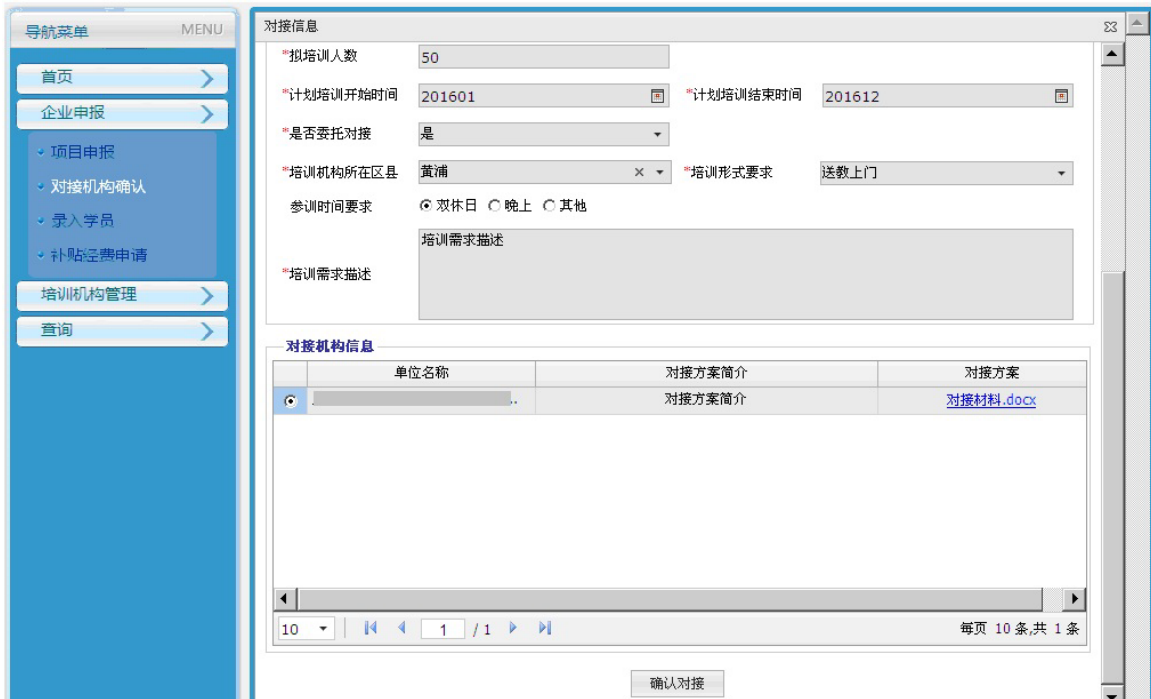 导航菜单 MENU
首页
企业申报
项目申报
对接机构确认
录入学员
补贴经费申请
培训机构管理
查询
对接信息
*拟培训人数 50
*计划培训开始时间 201601 *计划培训结束时间 201612
*是否委托对接 是
*培训机构所在区县 黄浦 *培训形式要求 送教上门
参训时间要求 双休日 晚上 其他
*培训需求描述 培训需求描述
对接机构信息
单位名称 对接方案简介 对接方案
.. 对接方案简介 对接材料.docx
10 1 / 1 每页 10 条,共 1 条
确认对接